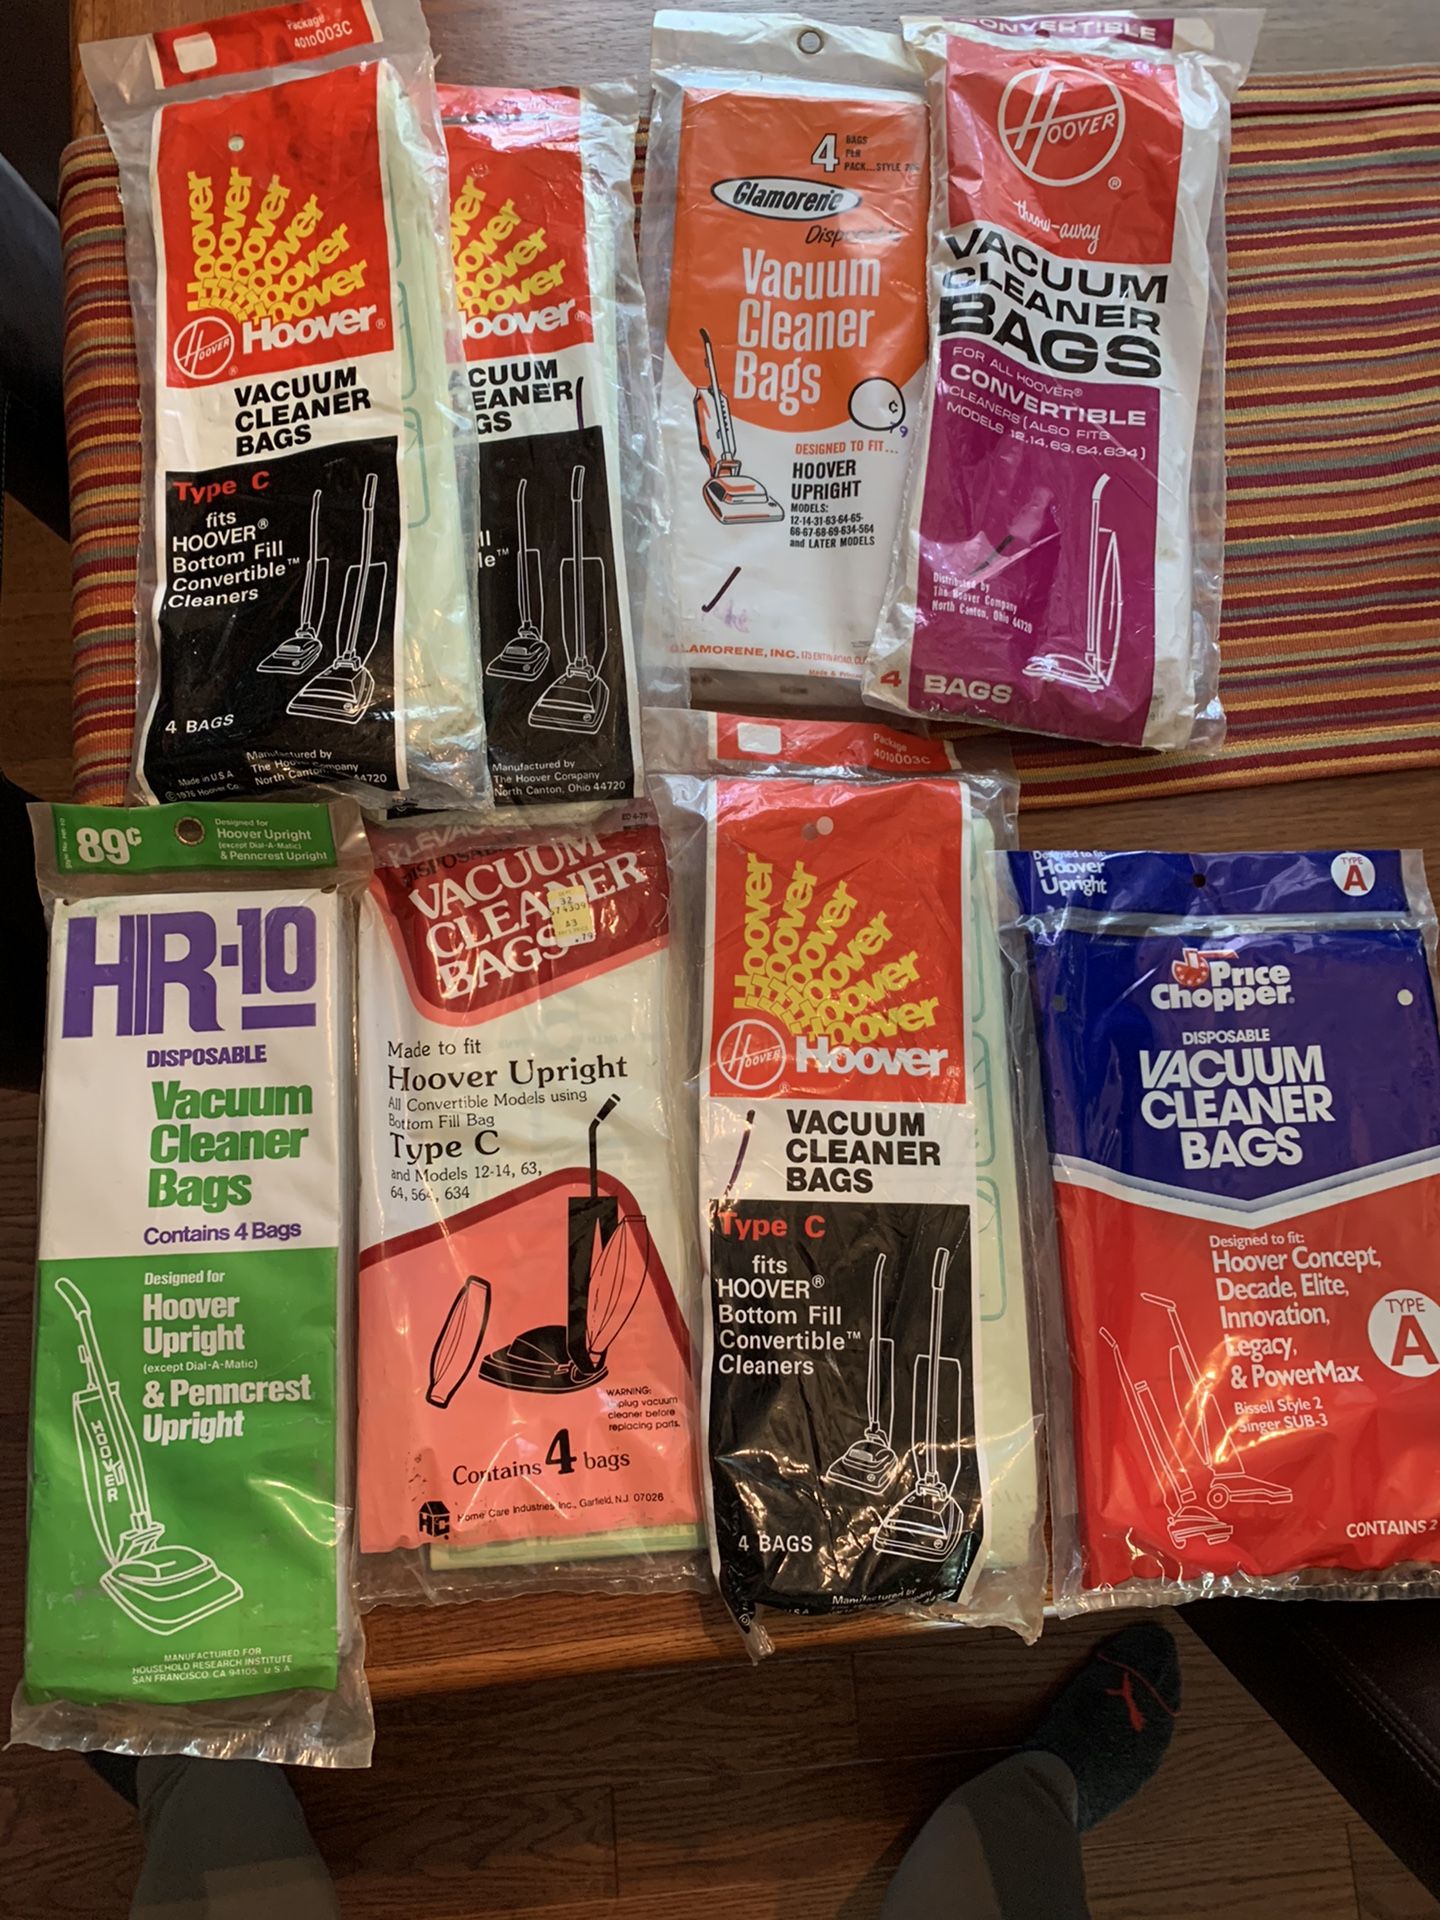 Package
4010003C
Hoover
Hoover
Hoover
Hoover
Hoover
Hoover
HOOVER ® Hoover®
VACUUM
CLEANER
BAGS
Type C
fits
HOOVER®
Bottom Fill
Convertible™
Cleaners
4 BAGS
Made in U.S.A
©1976 Hoover Co.
Manufactured by
The Hoover Company
North Canton, 44720
Manufactured by
The Hoover Company
North Canton, Ohio 44720
4 BAGS
PER
PACK...STYLE
Glamorene
Vacuum
Cleaner
Bags
¢
79
DESIGNED TO FIT...
HOOVER
UPRIGHT
MODELS:
12-14-31-63-64-65-
66-67-68-69-634-564
and LATER MODELS
GLAMORENE, INC.
CONVERTIBLE
HOOVER
®
throw-away
VACUUM
CLEANER
BAGS
FOR ALL HOOVER®
CONVERTIBLE
CLEANERS (ALSO FITS
MODELS 12,14,63,64,634)
Distributed by
The Hoover Company
North Canton, Ohio 44720
4 BAGS
89¢
Designed for
Hoover Upright
(except Dial-A-Matic)
& Penncrest Upright
HR-10
DISPOSABLE
Vacuum
Cleaner
Bags
Contains 4 Bags
Designed for
Hoover
Upright
(except Dial-A-Matic)
& Penncrest
Upright
HOOVER
MANUFACTURED FOR
HOUSEHOLD RESEARCH INSTITUTE
SAN FRANCISCO, CA 94105, U S A
DISPOSABLE
VACUUM
CLEANER
BAGS
32
.79
Made to fit
Hoover Upright
All Convertible Models using
Bottom Fill Bag
Type C
and Models 12-14, 63,
64, 564, 634
WARNING:
Unplug vacuum
cleaner before
replacing parts.
Contains 4 bags
HC Home Care Industries Inc., Garfield, N.J. 07026
Package
4010003C
Hoover
Hoover
Hoover
Hoover
Hoover
Hoover
HOOVER ® Hoover®
VACUUM
CLEANER
BAGS
Type C
fits
HOOVER®
Bottom Fill
Convertible™
Cleaners
4 BAGS
Manufactured by
Designed to fit:
Hoover
Upright
TYPE
A
Price
Chopper®
DISPOSABLE
VACUUM
CLEANER
BAGS
Designed to fit:
Hoover Concept,
Decade, Elite,
Innovation,
Legacy,
& PowerMax
Bissell Style 2
Singer SUB-3
TYPE
A
CONTAINS 2